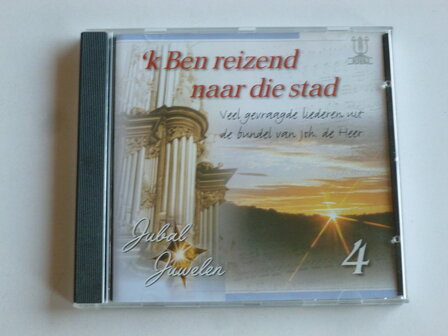 'k Ben reizend
naar die stad
Veel gevraagde liederen uit
de bundel van Joh. de Heer
Jubal
Juwelen
4